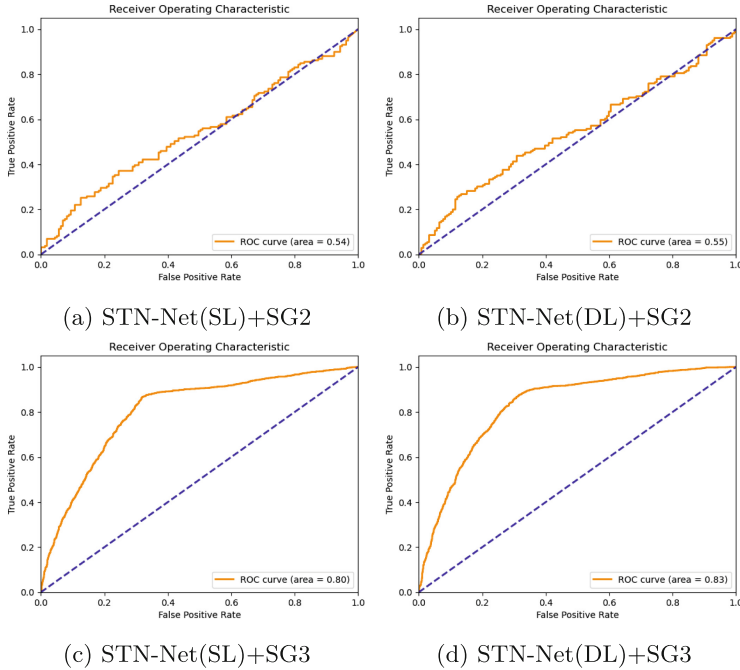 Receiver Operating Characteristic
1.0
0.8
0.6
0.4
0.2
0.0
True Positive Rate
ROC curve (area = 0.54)
0.0 0.2 0.4 0.6 0.8 1.0
False Positive Rate
(a) STN-Net(SL)+SG2
Receiver Operating Characteristic
1.0
0.8
0.6
0.4
0.2
0.0
True Positive Rate
ROC curve (area = 0.55)
0.0 0.2 0.4 0.6 0.8 1.0
False Positive Rate
(b) STN-Net(DL)+SG2
Receiver Operating Characteristic
1.0
0.8
0.6
0.4
0.2
0.0
True Positive Rate
ROC curve (area = 0.80)
0.0 0.2 0.4 0.6 0.8 1.0
False Positive Rate
(c) STN-Net(SL)+SG3
Receiver Operating Characteristic
1.0
0.8
0.6
0.4
0.2
0.0
True Positive Rate
ROC curve (area = 0.83)
0.0 0.2 0.4 0.6 0.8 1.0
False Positive Rate
(d) STN-Net(DL)+SG3